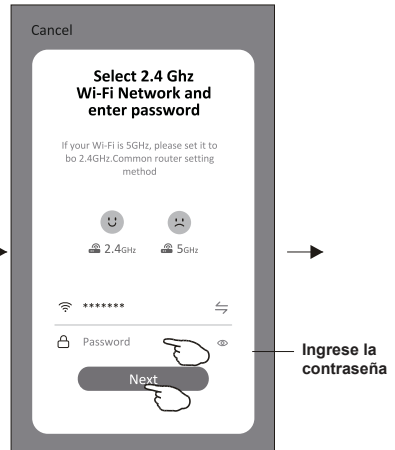 Cancel
Select 2.4 Ghz
Wi-Fi Network and
enter password
If your Wi-Fi is 5GHz, please set it to
bo 2.4GHz.Common router setting
method
2.4GHz 5GHz
*******
Password
Next
Ingrese la
contraseña